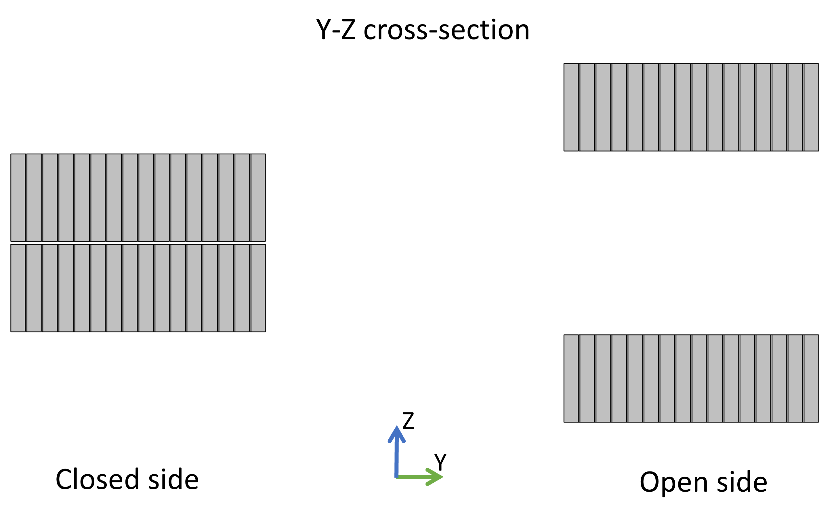 Y-Z cross-section
Z
Y
Closed side
Open side